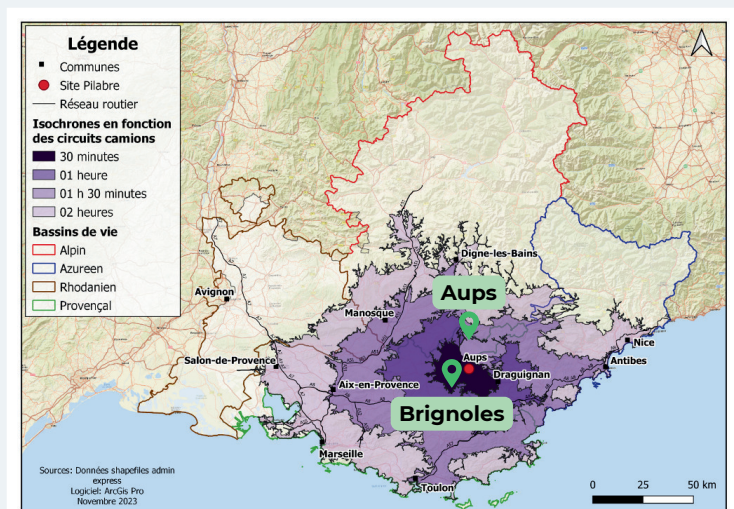 Légende
Communes
Site Pilabre
Réseau routier
Isochrones en fonction
des circuits camions
30 minutes
01 heure
01 h 30 minutes
02 heures
Bassins de vie
Alpin
Azureen
Rhodanien
Provençal
Digne-les-Bains
Aups
Avignon
Manosque
Nice
Aups
Salon-de-Provence
Antibes
Aix-en-Provence
Draguignan
Brignoles
Marseille
Toulon
Sources: Données shapefiles admin
express
Logiciel: ArcGis Pro
Novembre 2023
0 25 50 km